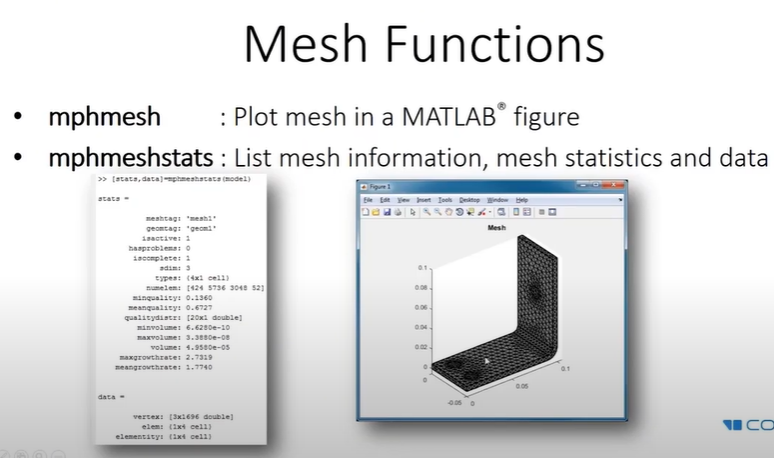 Mesh Functions
• mphmesh : Plot mesh in a MATLAB® figure
• mphmeshstats : List mesh information, mesh statistics and data
>> [stats,data]=mphmeshstats(model)
stats =
meshtag: 'mesh1'
geomtag: 'geom1'
isactive: 1
hasproblems: 0
iscomplete: 1
sdim: 3
types: {4x1 cell}
numelem: [424 5736 3048 52]
minquality: 0.1360
meanquality: 0.6727
qualitydistr: [20x1 double]
minvolume: 6.6280e-10
maxvolume: 3.3880e-08
volume: 4.9580e-05
maxgrowthrate: 2.7319
meangrowthrate: 1.7740
data =
vertex: [3x1696 double]
elem: {1x4 cell}
elementity: {1x4 cell}
Figure 1
File Edit View Insert Tools Desktop Window Help
Mesh
0.1
0.08
0.06
0.04
0.02
0
0
-0.05
0
0.05
0.1
CO